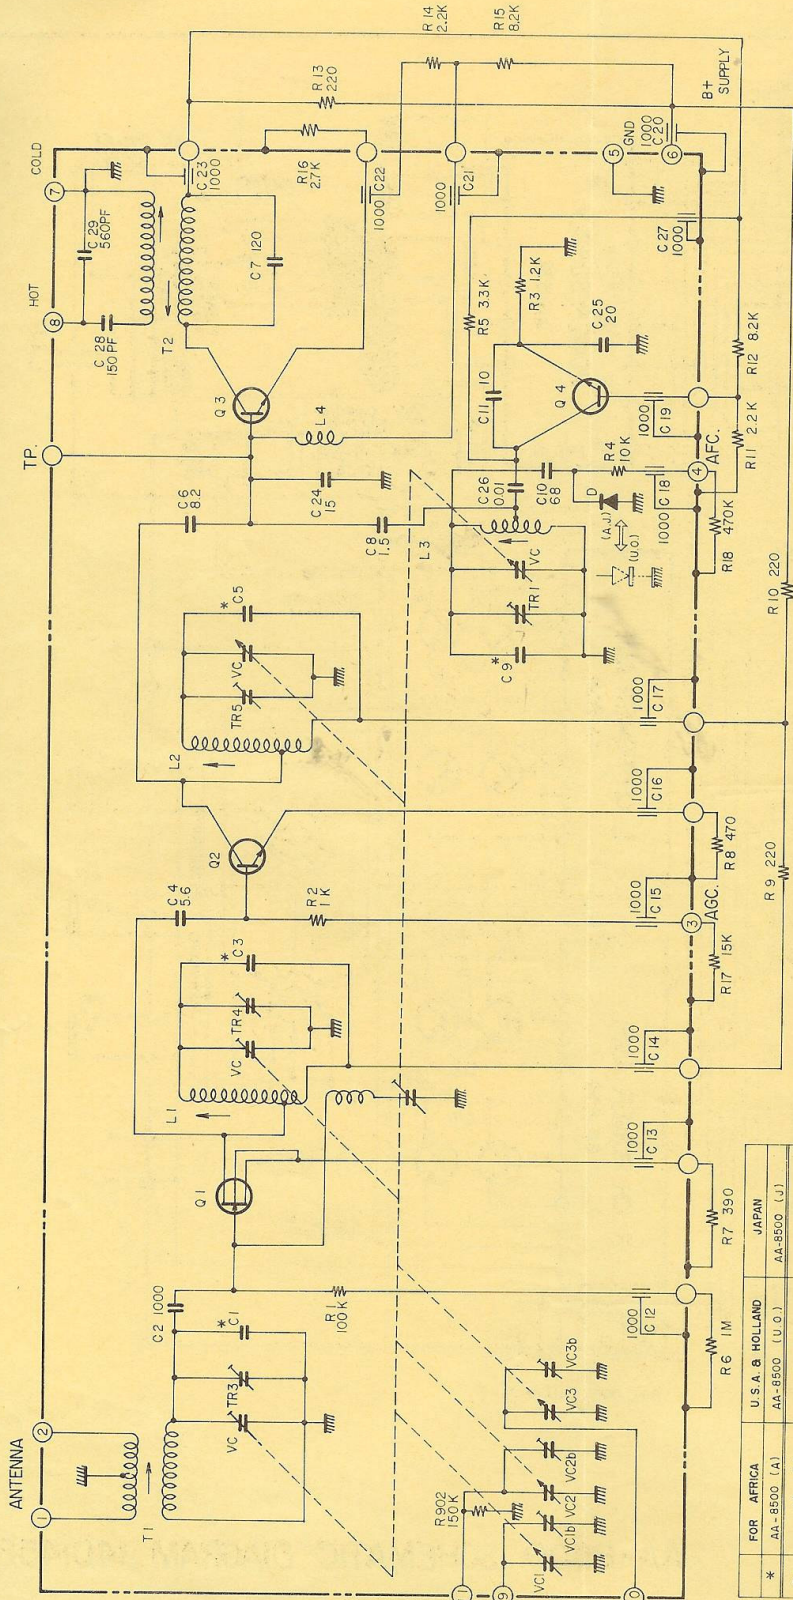 ANTENNA
1
2
T1
C2 1000
VC
TR3
*C1
R1
100K
Q1
L1
VC
TR4
*C3
C4
5.6
R2
1K
Q2
L2
TR5
VC
*C5
C6
8.2
C24
15
C8
1.5
L3
L4
TP.
Q3
HOT
8
COLD
7
C28
150PF
C29
560PF
T2
C7 120
C23
1000
R16
2.7K
R13
220
R14
2.2K
R15
8.2K
1000 C22
1000 C21
5
GND
6
1000
C20
B+
SUPPLY
C27
1000
R5 3.3K
R3 1.2K
C25
20
C11 10
Q4
C26
0.01
C10
68
R4
10K
D
(A.J.)
(U.O.)
VC
TR1
C9*
1000
C19
1000 C18
4
AFC.
R12 8.2K
R11 2.2K
R18 470K
R10 220
1000
C17
1000
C16
R8 470
1000
C15
3
AGC.
R17 15K
R9 220
1000
C14
1000
C13
R7 390
1000
C12
R6 1M
R902
150K
VC1
VC1b
VC2
VC2b
VC3
VC3b
9
* FOR AFRICA U.S.A. & HOLLAND JAPAN
AA-8500 (A) AA-8500 (U.O.) AA-8500 (J)